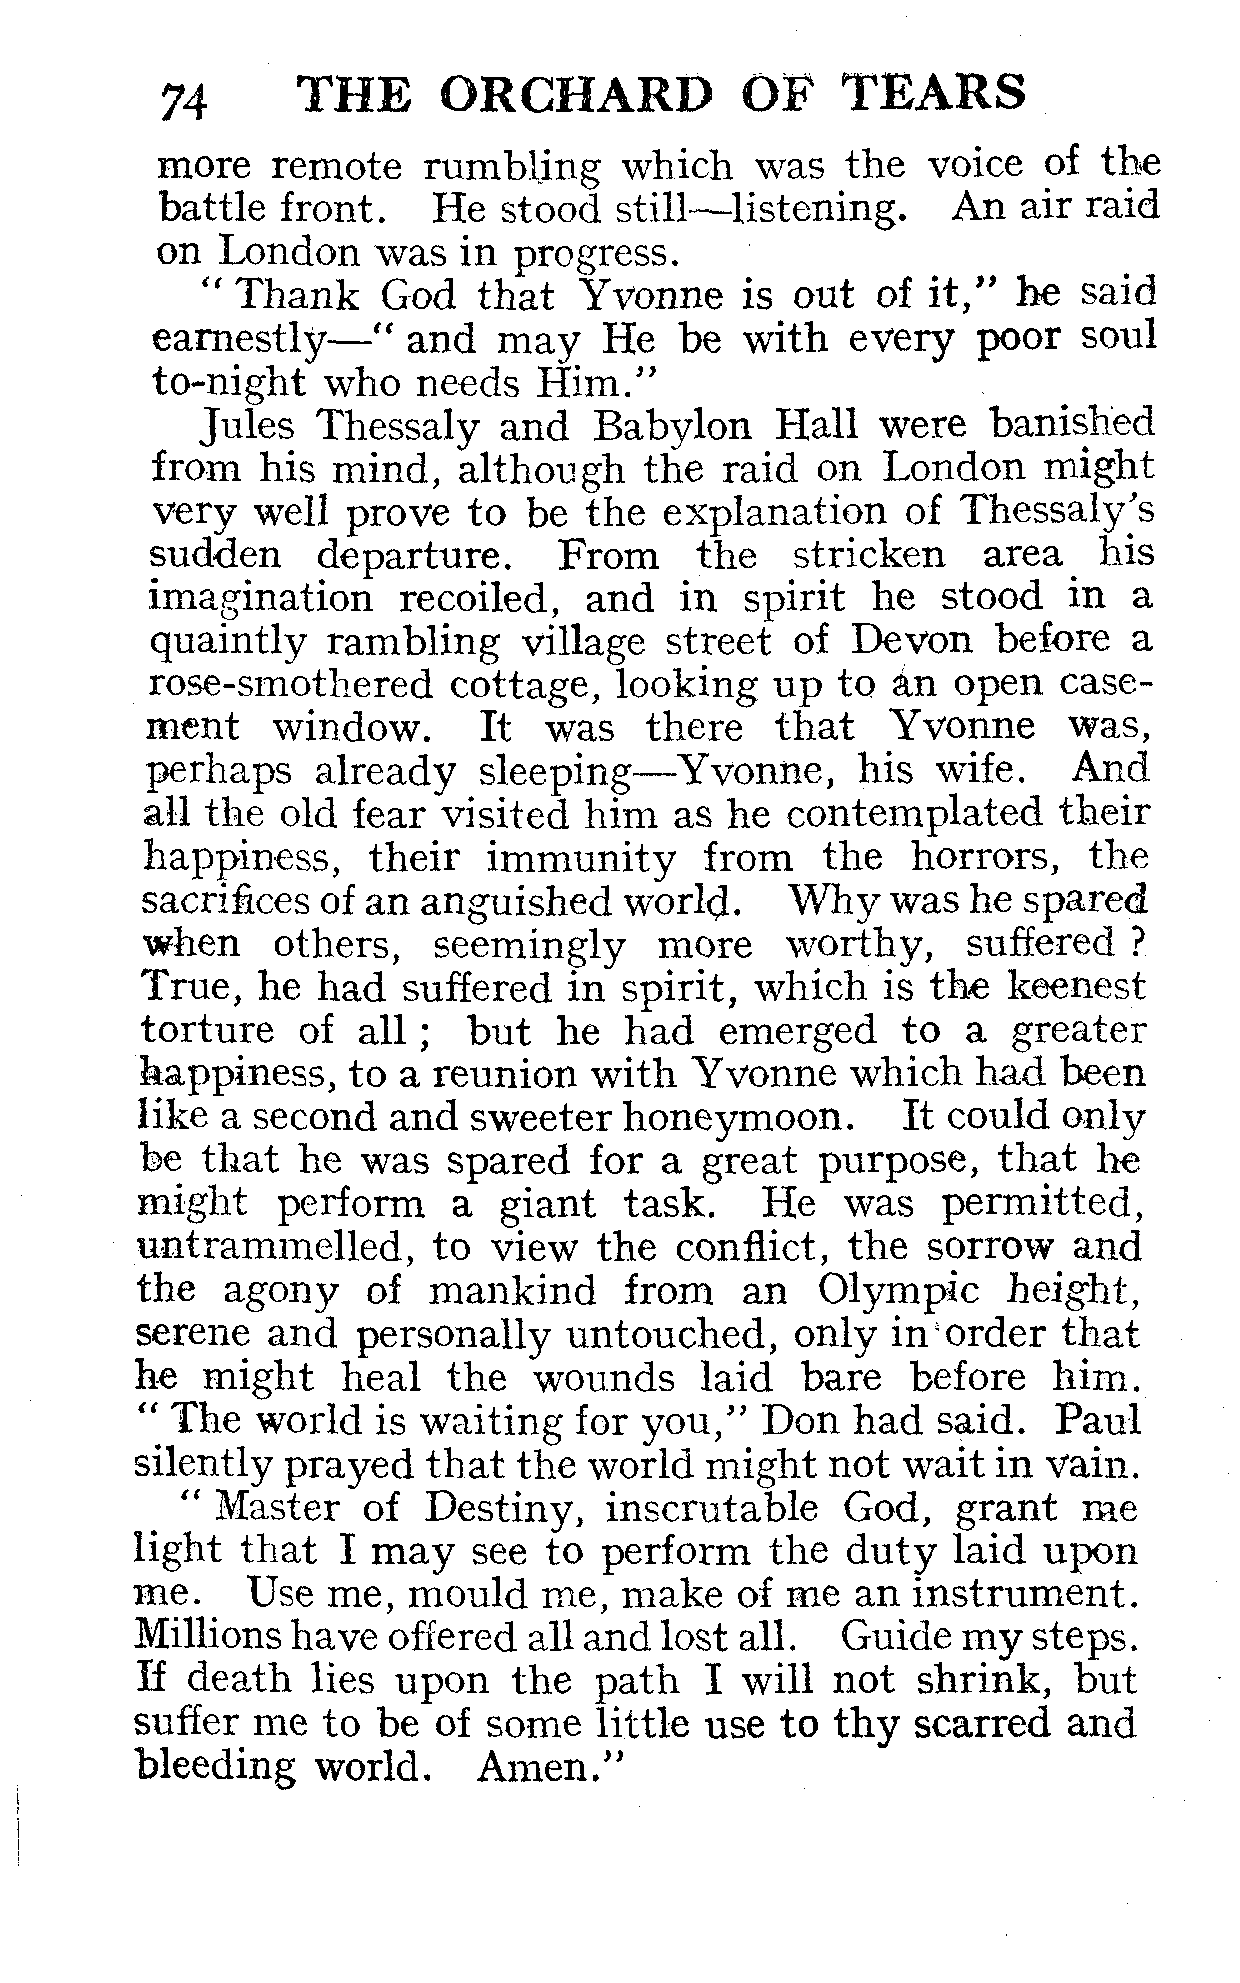 74 THE ORCHARD OF TEARS
more remote rumbling which was the voice of the
battle front. He stood still—listening. An air raid
on London was in progress.
“ Thank God that Yvonne is out of it,” he said
earnestly—“ and may He be with every poor soul
to-night who needs Him.”
Jules Thessaly and Babylon Hall were banished
from his mind, although the raid on London might
very well prove to be the explanation of Thessaly’s
sudden departure. From the stricken area his
imagination recoiled, and in spirit he stood in a
quaintly rambling village street of Devon before a
rose-smothered cottage, looking up to an open case-
ment window. It was there that Yvonne was,
perhaps already sleeping—Yvonne, his wife. And
all the old fear visited him as he contemplated their
happiness, their immunity from the horrors, the
sacrifices of an anguished world. Why was he spared
when others, seemingly more worthy, suffered ?
True, he had suffered in spirit, which is the keenest
torture of all ; but he had emerged to a greater
happiness, to a reunion with Yvonne which had been
like a second and sweeter honeymoon. It could only
be that he was spared for a great purpose, that he
might perform a giant task. He was permitted,
untrammelled, to view the conflict, the sorrow and
the agony of mankind from an Olympic height,
serene and personally untouched, only in order that
he might heal the wounds laid bare before him.
“ The world is waiting for you,” Don had said. Paul
silently prayed that the world might not wait in vain.
“ Master of Destiny, inscrutable God, grant me
light that I may see to perform the duty laid upon
me. Use me, mould me, make of me an instrument.
Millions have offered all and lost all. Guide my steps.
If death lies upon the path I will not shrink, but
suffer me to be of some little use to thy scarred and
bleeding world. Amen.”